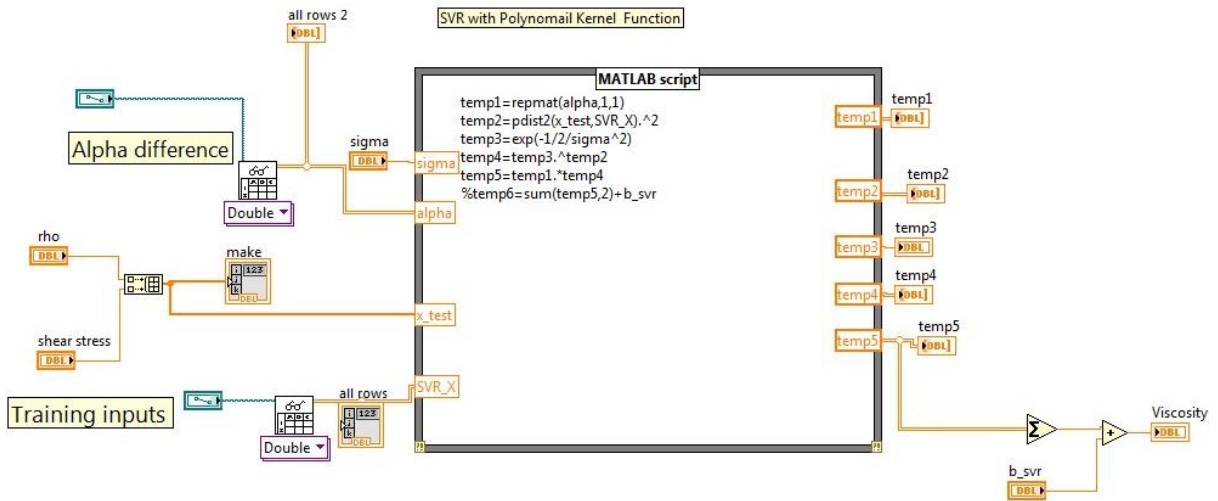 all rows 2
[DBL]
SVR with Polynomail Kernel Function
MATLAB script
temp1=repmat(alpha,1,1)
temp2=pdist2(x_test,SVR_X).^2
temp3=exp(-1/2/sigma^2)
temp4=temp3.^temp2
temp5=temp1.*temp4
%temp6=sum(temp5,2)+b_svr
Alpha difference
Double
sigma
DBL
sigma
alpha
rho
DBL
make
i 123
j
k
DBL
x_test
shear stress
DBL
Training inputs
Double
all rows
i 123
j
k
DBL
SVR_X
temp1
temp1
[DBL]
temp2
temp2
[DBL]
temp3
temp3
DBL
temp4
temp4
[DBL]
temp5
temp5
[DBL]
Σ
+
Viscosity
DBL
b_svr
DBL